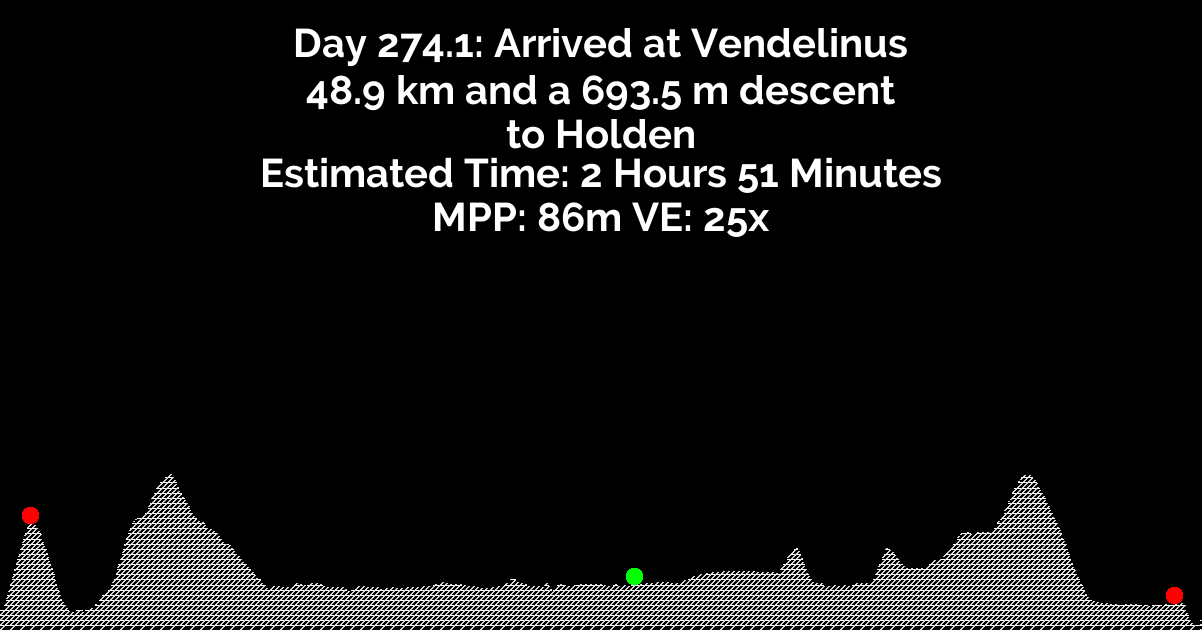 Day 274.1: Arrived at Vendelinus
48.9 km and a 693.5 m descent
to Holden
Estimated Time: 2 Hours 51 Minutes
MPP: 86m VE: 25x